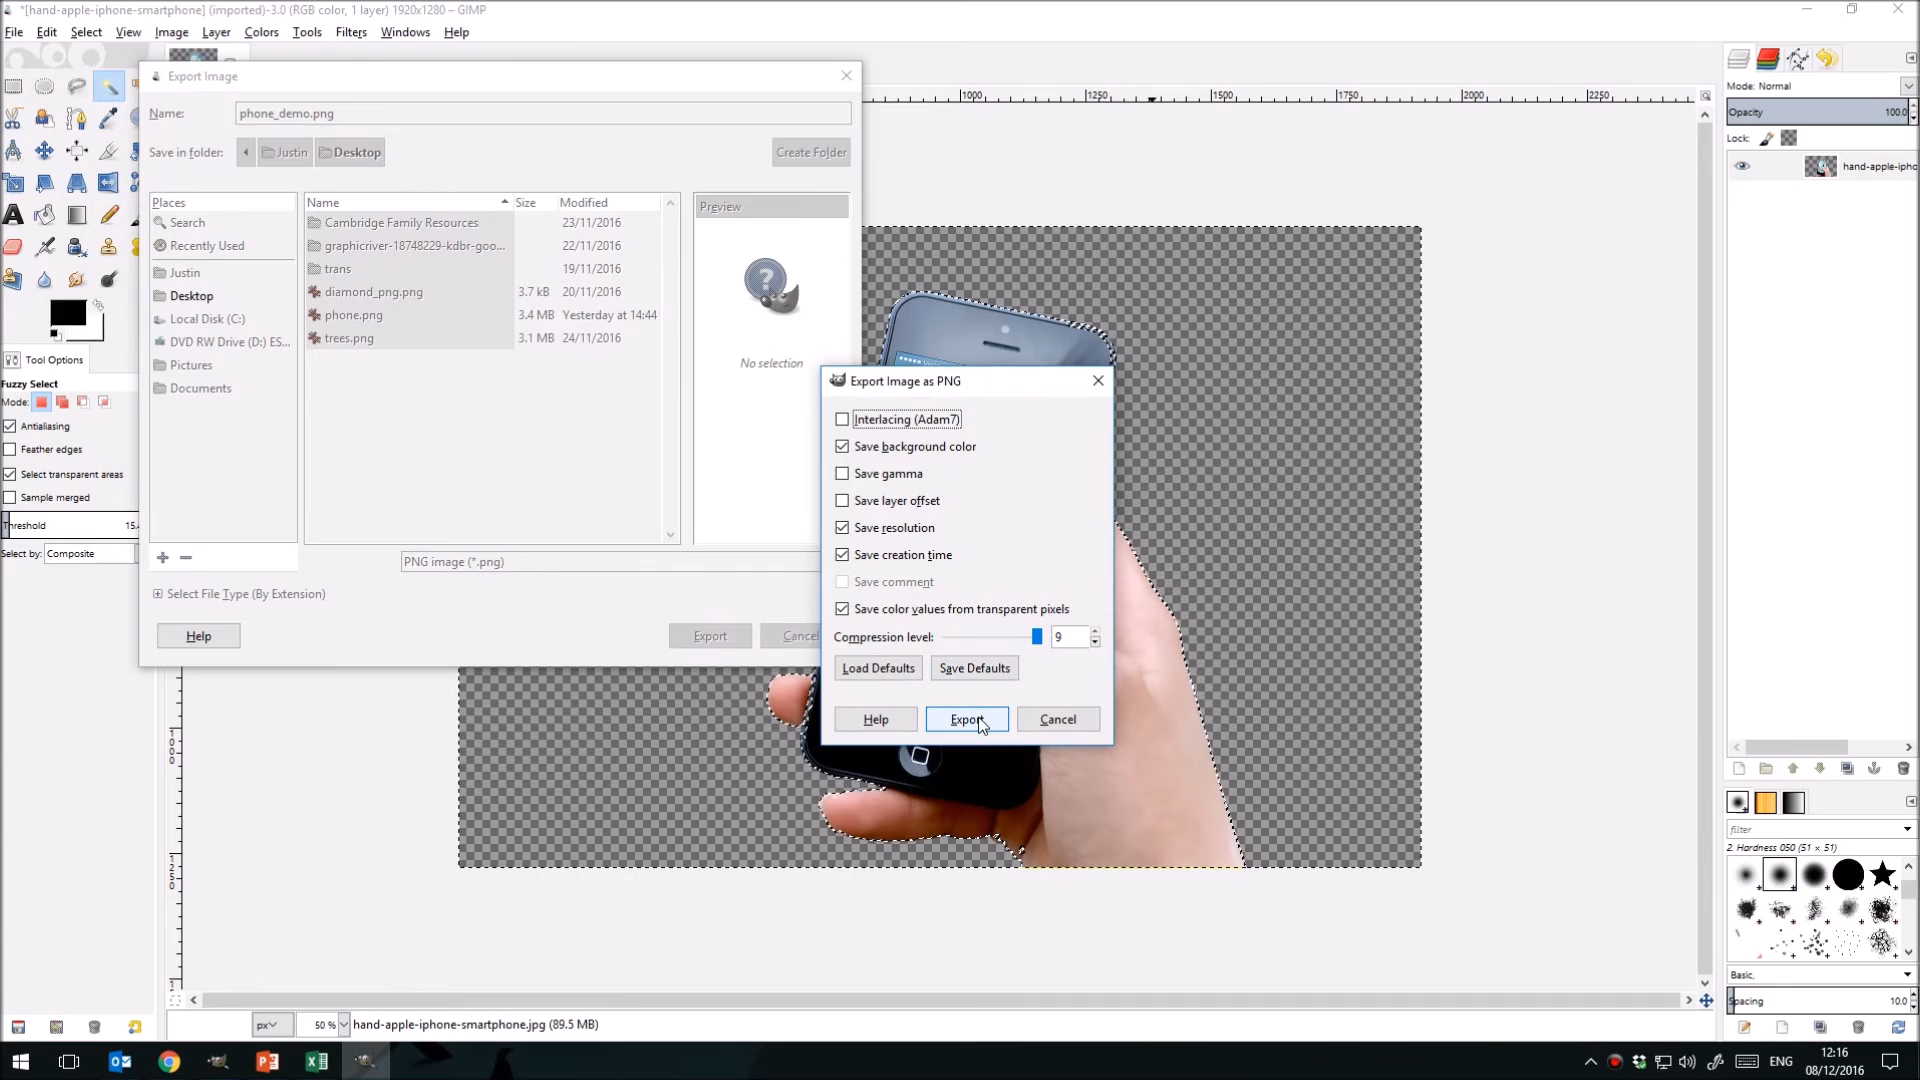 *[hand-apple-iphone-smartphone] (imported)-3.0 (RGB color, 1 layer) 1920x1280 – GIMP
File Edit Select View Image Layer Colors Tools Filters Windows Help
Export Image
Name: phone_demo.png
Save in folder: Justin Desktop Create Folder
Places
Search
Recently Used
Justin
Desktop
Local Disk (C:)
DVD RW Drive (D:) ES...
Pictures
Documents
Name Size Modified
Cambridge Family Resources 23/11/2016
graphicriver-18748229-kdbr-goo... 22/11/2016
trans 19/11/2016
diamond_png.png 3.7 kB 20/11/2016
phone.png 3.4 MB Yesterday at 14:44
trees.png 3.1 MB 24/11/2016
Preview
No selection
PNG image (*.png)
Select File Type (By Extension)
Help Export Cancel
Export Image as PNG
Interlacing (Adam7)
Save background color
Save gamma
Save layer offset
Save resolution
Save creation time
Save comment
Save color values from transparent pixels
Compression level: 9
Load Defaults Save Defaults
Help Export Cancel
Tool Options
Fuzzy Select
Mode:
Antialiasing
Feather edges
Select transparent areas
Sample merged
Threshold 15.
Select by: Composite
1000 1250 1500 1750 2000 2250
1000
1250
Mode: Normal
Opacity 100.0
Lock:
hand-apple-ipho
filter
2. Hardness 050 (51 × 51)
Basic,
Spacing 10.0
px 50 % hand-apple-iphone-smartphone.jpg (89.5 MB)
ENG
12:16
08/12/2016